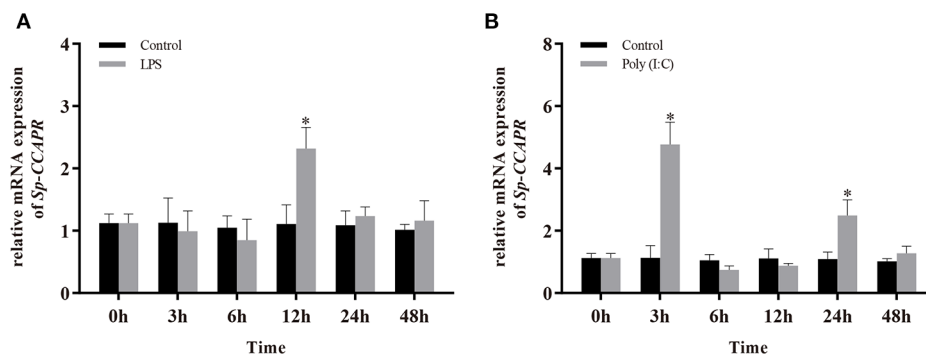 A
relative mRNA expression
of Sp-CCAPR
4
3
2
1
0
Control
LPS
*
0h 3h 6h 12h 24h 48h
Time
B
relative mRNA expression
of Sp-CCAPR
8
6
4
2
0
Control
Poly (I:C)
*
*
0h 3h 6h 12h 24h 48h
Time